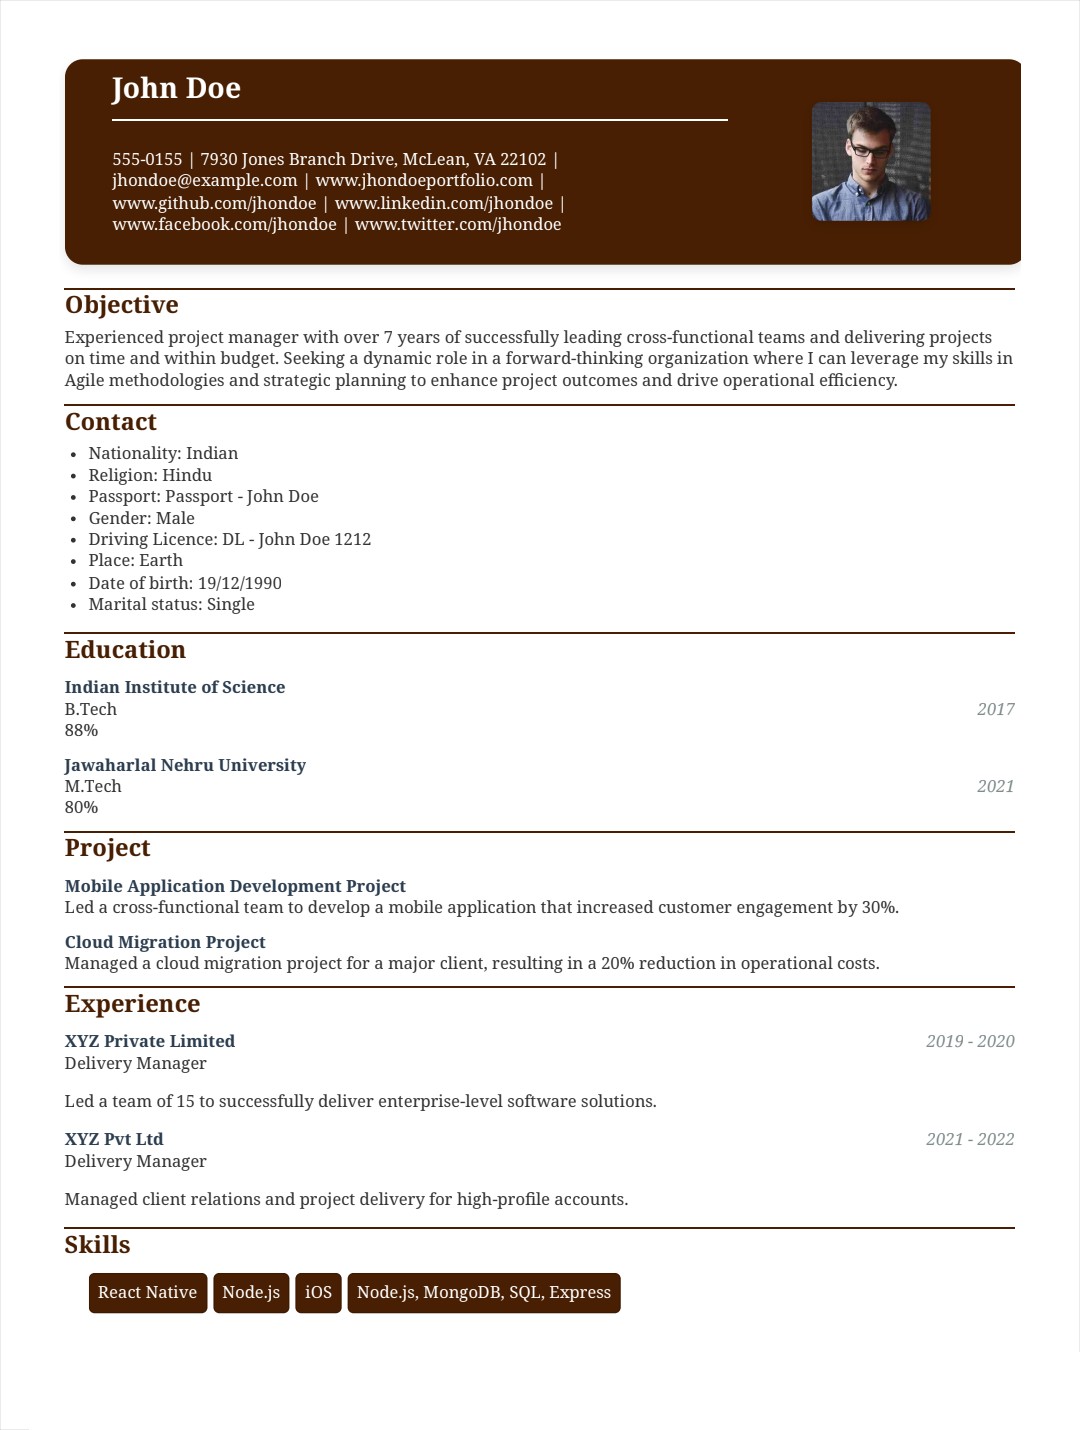 John Doe
555-0155 | 7930 Jones Branch Drive, McLean, VA 22102 |
jhondoe@example.com | www.jhondoeportfolio.com |
www.github.com/jhondoe | www.linkedin.com/jhondoe |
www.facebook.com/jhondoe | www.twitter.com/jhondoe
Objective
Experienced project manager with over 7 years of successfully leading cross-functional teams and delivering projects
on time and within budget. Seeking a dynamic role in a forward-thinking organization where I can leverage my skills in
Agile methodologies and strategic planning to enhance project outcomes and drive operational efficiency.
Contact
• Nationality: Indian
• Religion: Hindu
• Passport: Passport - John Doe
• Gender: Male
• Driving Licence: DL - John Doe 1212
• Place: Earth
• Date of birth: 19/12/1990
• Marital status: Single
Education
Indian Institute of Science
B.Tech 2017
88%
Jawaharlal Nehru University
M.Tech 2021
80%
Project
Mobile Application Development Project
Led a cross-functional team to develop a mobile application that increased customer engagement by 30%.
Cloud Migration Project
Managed a cloud migration project for a major client, resulting in a 20% reduction in operational costs.
Experience
XYZ Private Limited 2019 - 2020
Delivery Manager
Led a team of 15 to successfully deliver enterprise-level software solutions.
XYZ Pvt Ltd 2021 - 2022
Delivery Manager
Managed client relations and project delivery for high-profile accounts.
Skills
React Native Node.js iOS Node.js, MongoDB, SQL, Express